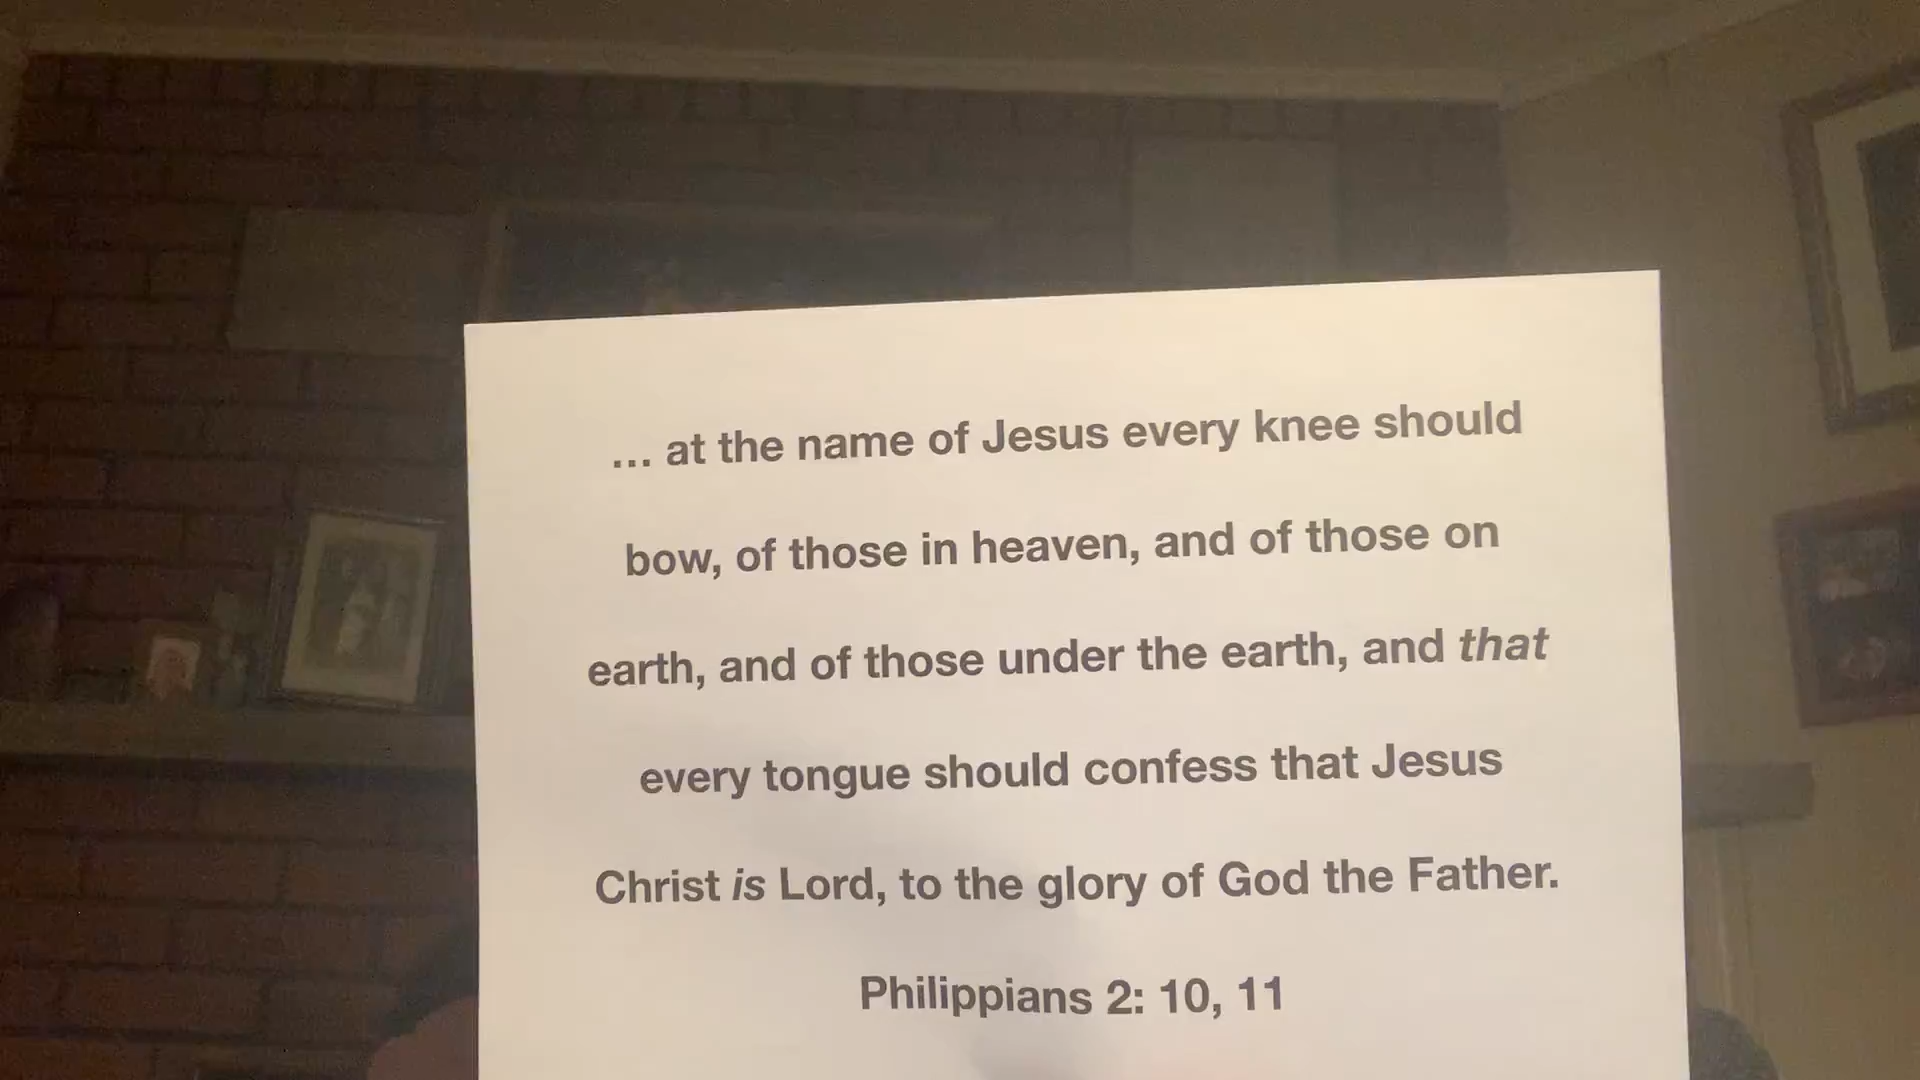 ... at the name of Jesus every knee should
bow, of those in heaven, and of those on
earth, and of those under the earth, and that
every tongue should confess that Jesus
Christ is Lord, to the glory of God the Father.
Philippians 2: 10, 11